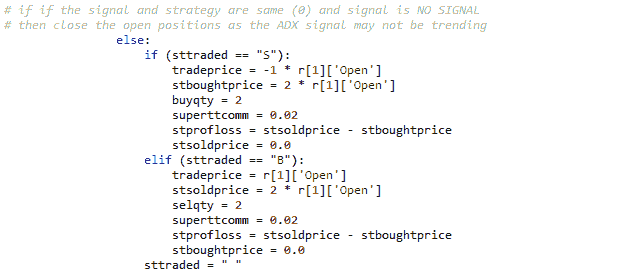 # if if the signal and strategy are same (0) and signal is NO SIGNAL
# then close the open positions as the ADX signal may not be trending
else:
if (sttraded == "S"):
tradeprice = -1 * r[1]['Open']
stboughtprice = 2 * r[1]['Open']
buyqty = 2
superttcomm = 0.02
stprofloss = stsoldprice - stboughtprice
stsoldprice = 0.0
elif (sttraded == "B"):
tradeprice = r[1]['Open']
stsoldprice = 2 * r[1]['Open']
selqty = 2
superttcomm = 0.02
stprofloss = stsoldprice - stboughtprice
stboughtprice = 0.0
sttraded = " "